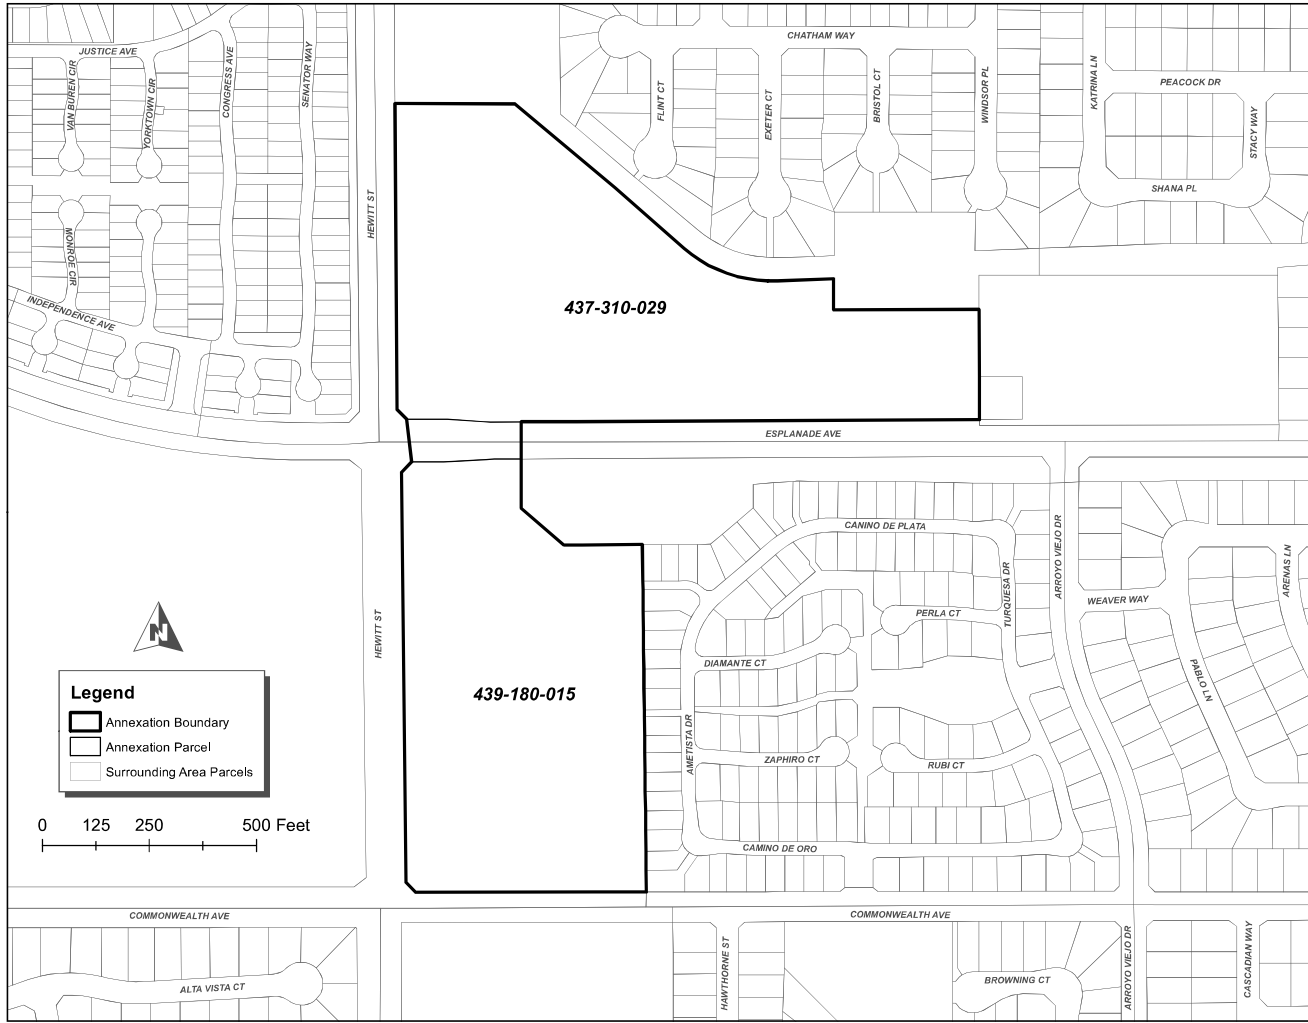 CHATHAM WAY
JUSTICE AVE
VAN BUREN CIR
YORKTOWN CIR
CONGRESS AVE
SENATOR WAY
FLINT CT
EXETER CT
BRISTOL CT
WINDSOR PL
KATRINA LN
PEACOCK DR
STACY WAY
SHANA PL
HEWITT ST
MONROE CIR
INDEPENDENCE AVE
437-310-029
ESPLANADE AVE
CANINO DE PLATA
ARROYO VIEJO DR
TURQUESA DR
ARENAS LN
WEAVER WAY
PERLA CT
HEWITT ST
N
DIAMANTE CT
PABLO LN
439-180-015
Legend
Annexation Boundary
Annexation Parcel
Surrounding Area Parcels
AMETISTA DR
ZAPHIRO CT
RUBI CT
0 125 250 500 Feet
CAMINO DE ORO
COMMONWEALTH AVE
COMMONWEALTH AVE
HAWTHORNE ST
ARROYO VIEJO DR
CASCADIAN WAY
ALTA VISTA CT
BROWNING CT